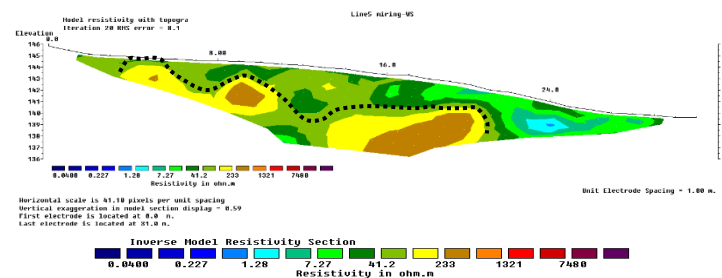 Line5 miring-WS
Model resistivity with topogra
Iteration 20 RMS error = 8.1
Elevation
0.0
8.00
16.0
24.0
146
145
144
143
142
141
140
139
138
137
136
0.0400 0.227 1.28 7.27 41.2 233 1321 7480
Resistivity in ohm.m
Unit Electrode Spacing = 1.00 m.
Horizontal scale is 41.10 pixels per unit spacing
Vertical exaggeration in model section display = 0.59
First electrode is located at 0.0 m.
Last electrode is located at 31.0 m.
Inverse Model Resistivity Section
0.0400 0.227 1.28 7.27 41.2 233 1321 7480
Resistivity in ohm.m